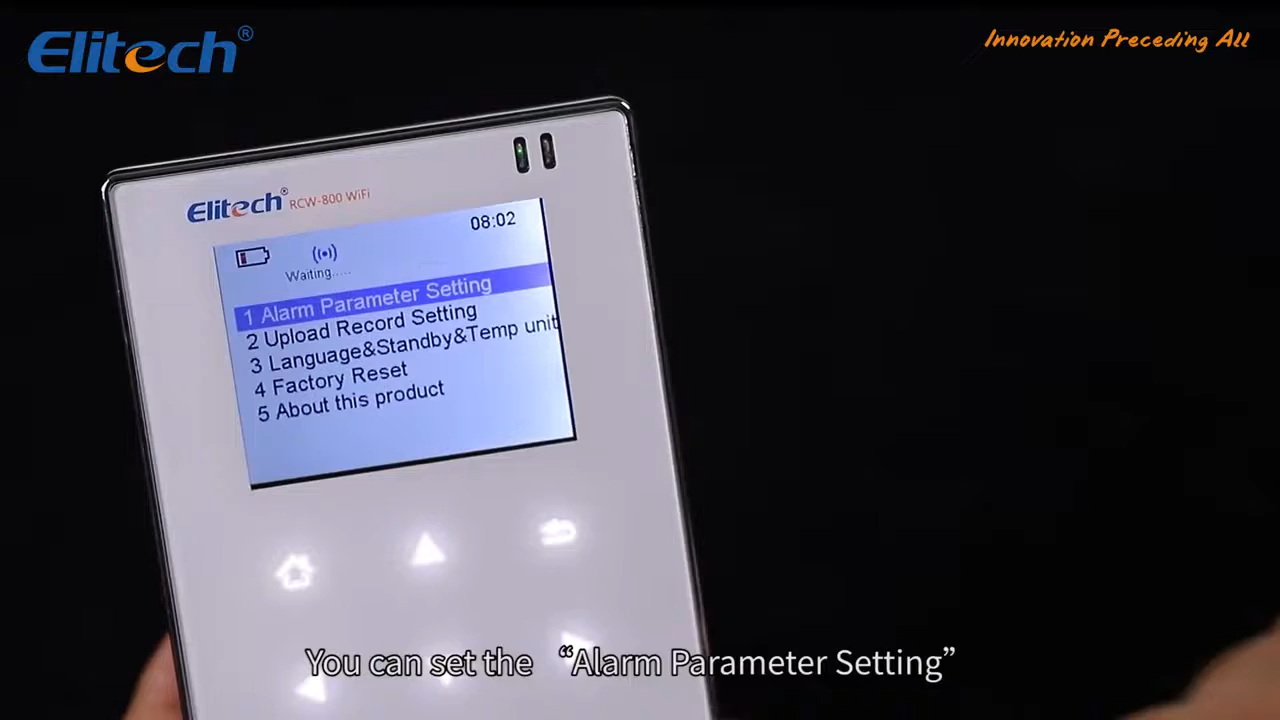 Elitech®
Innovation Preceding All
Elitech® RCW-800 WiFi
08:02
Waiting.....
1 Alarm Parameter Setting
2 Upload Record Setting
3 Language&Standby&Temp unit
4 Factory Reset
5 About this product
You can set the “Alarm Parameter Setting”